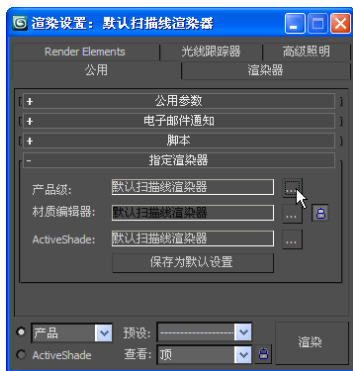 渲染设置: 默认扫描线渲染器
Render Elements 光线跟踪器 高级照明
公用 渲染器
+ 公用参数
+ 电子邮件通知
+ 脚本
- 指定渲染器
产品级: 默认扫描线渲染器 ...
材质编辑器: 默认扫描线渲染器 ...
ActiveShade: 默认扫描线渲染器 ...
保存为默认设置
产品 预设: --------------------
ActiveShade 查看: 顶
渲染